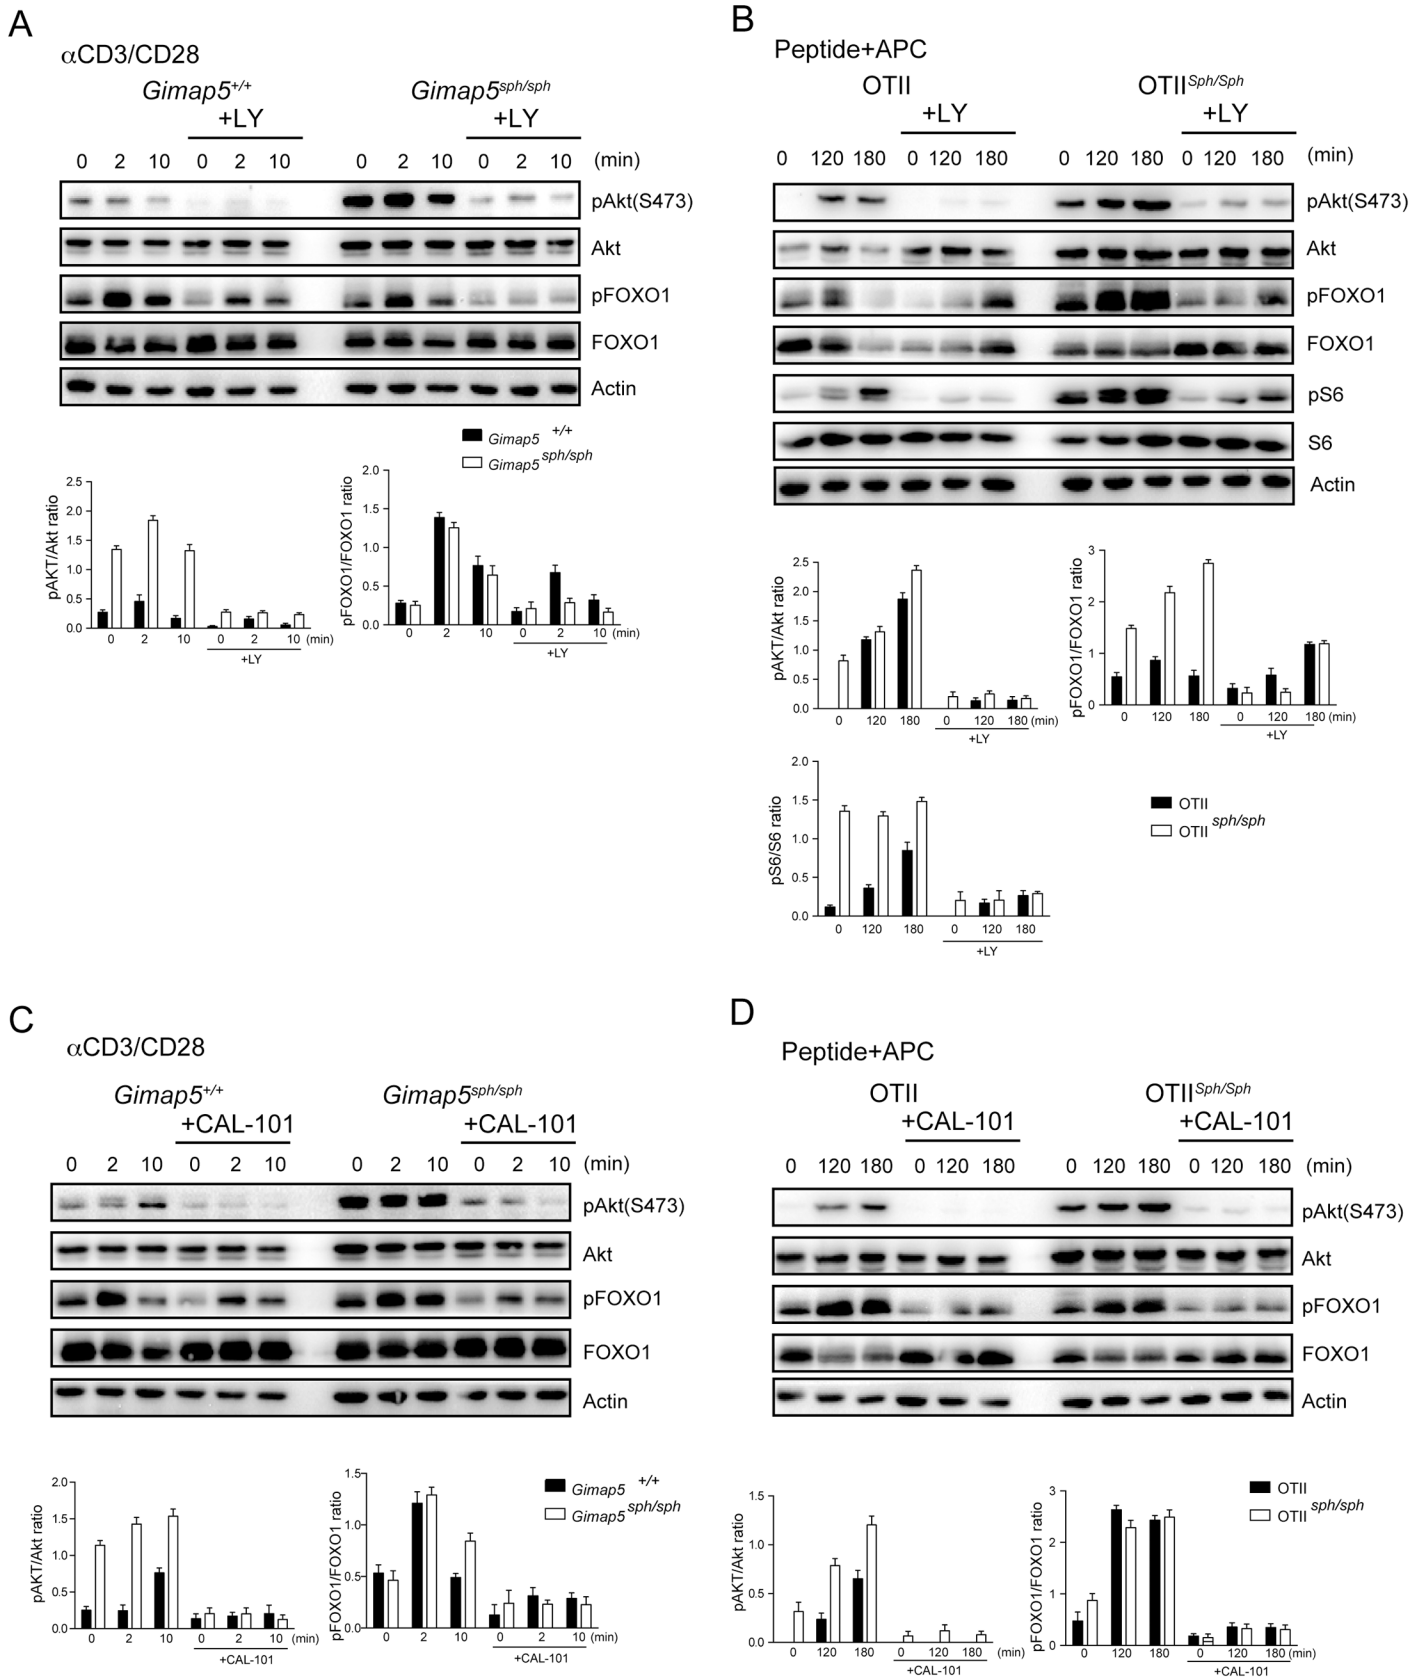 A
αCD3/CD28
Gimap5+/+
Gimap5sph/sph
+LY
+LY
0 2 10 0 2 10 0 2 10 0 2 10 (min)
pAkt(S473)
Akt
pFOXO1
FOXO1
Actin
Gimap5 +/+
Gimap5 sph/sph
pAKT/Akt ratio
2.5
2.0
1.5
1.0
0.5
0.0
0 2 10 0 2 10 (min)
+LY
pFOXO1/FOXO1 ratio
2.0
1.5
1.0
0.5
0.0
0 2 10 0 2 10 (min)
+LY
B
Peptide+APC
OTII
OTIISph/Sph
+LY
+LY
0 120 180 0 120 180 0 120 180 0 120 180 (min)
pAkt(S473)
Akt
pFOXO1
FOXO1
pS6
S6
Actin
pAKT/Akt ratio
2.5
2.0
1.5
1.0
0.5
0.0
0 120 180 0 120 180 (min)
+LY
pFOXO1/FOXO1 ratio
3
2
1
0
0 120 180 0 120 180 (min)
+LY
pS6/S6 ratio
2.0
1.5
1.0
0.5
0.0
0 120 180 0 120 180
+LY
OTII
OTII sph/sph
C
αCD3/CD28
Gimap5+/+
Gimap5sph/sph
+CAL-101
+CAL-101
0 2 10 0 2 10 0 2 10 0 2 10 (min)
pAkt(S473)
Akt
pFOXO1
FOXO1
Actin
pAKT/Akt ratio
2.0
1.5
1.0
0.5
0.0
0 2 10 0 2 10 (min)
+CAL-101
pFOXO1/FOXO1 ratio
1.5
1.0
0.5
0.0
0 2 10 0 2 10 (min)
+CAL-101
Gimap5 +/+
Gimap5 sph/sph
D
Peptide+APC
OTII
OTIISph/Sph
+CAL-101
+CAL-101
0 120 180 0 120 180 0 120 180 0 120 180 (min)
pAkt(S473)
Akt
pFOXO1
FOXO1
Actin
pAKT/Akt ratio
1.5
1.0
0.5
0.0
0 120 180 0 120 180 (min)
+CAL-101
pFOXO1/FOXO1 ratio
3
2
1
0
0 120 180 0 120 180 (min)
+CAL-101
OTII
OTII sph/sph